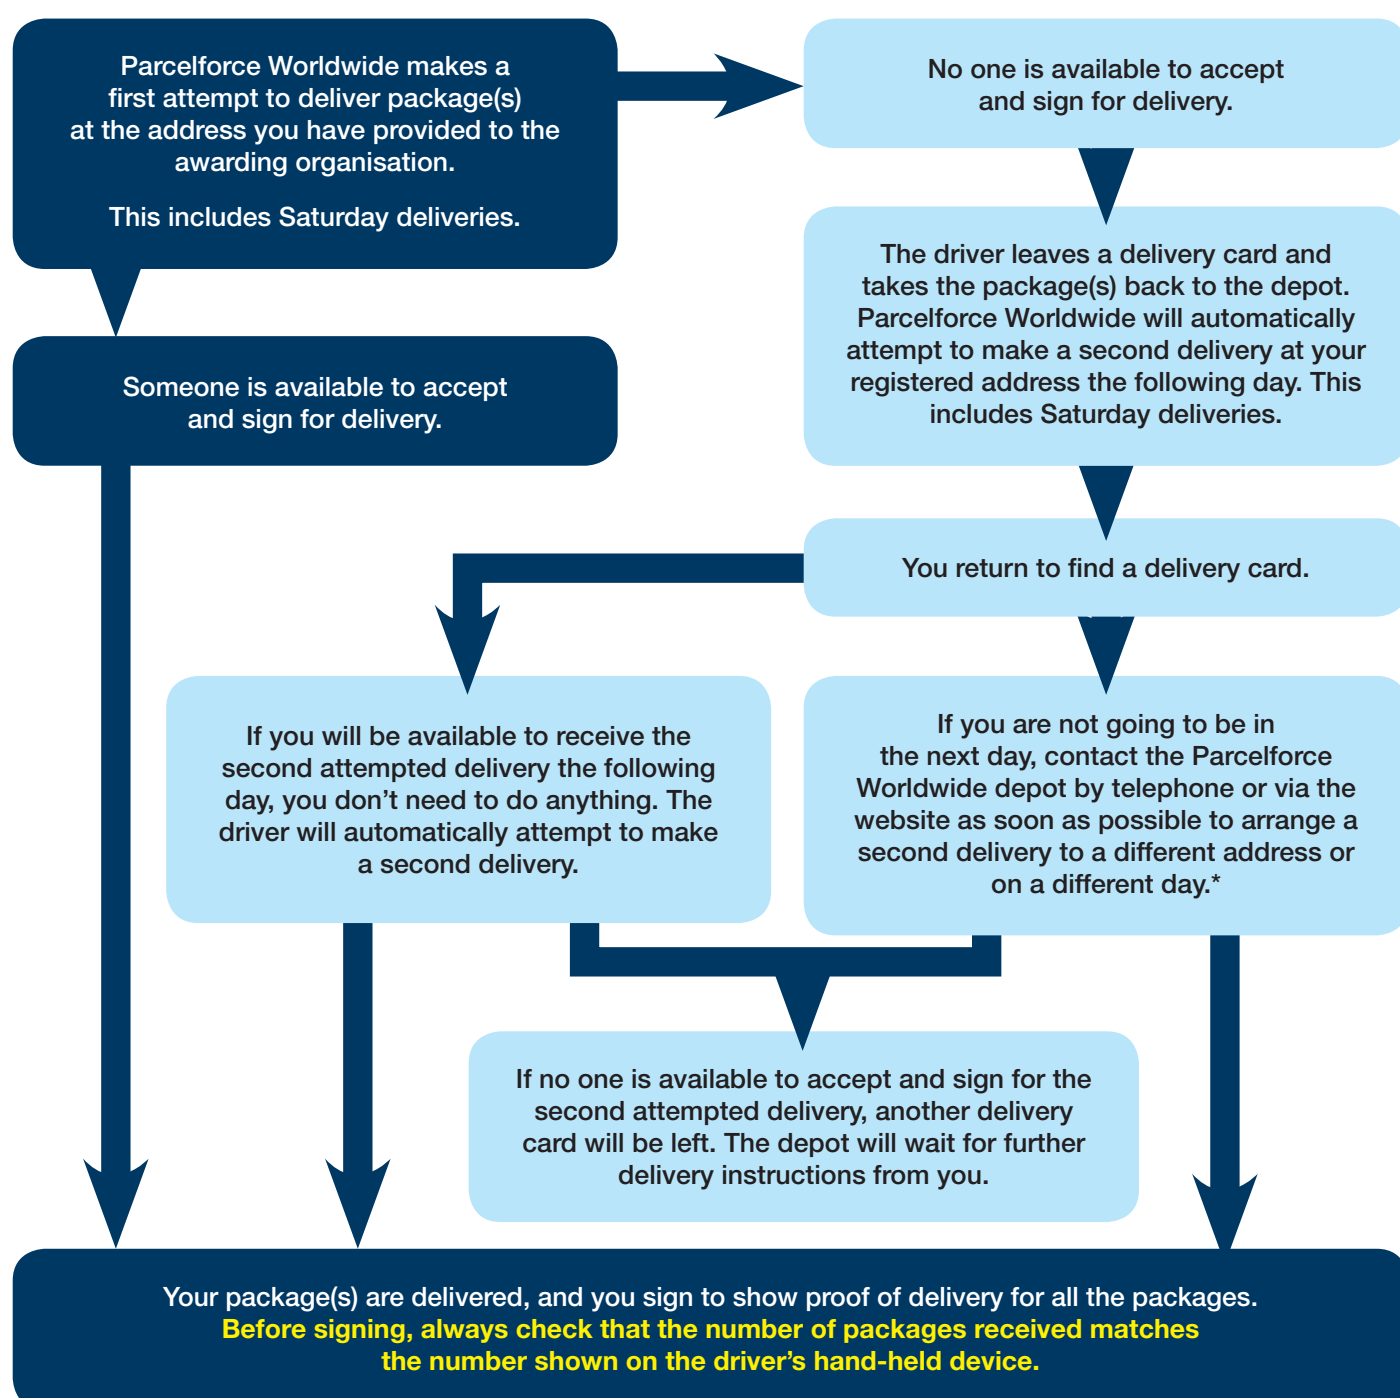 Parcelforce Worldwide makes a
first attempt to deliver package(s)
at the address you have provided to the
awarding organisation.
This includes Saturday deliveries.
No one is available to accept
and sign for delivery.
The driver leaves a delivery card and
takes the package(s) back to the depot.
Parcelforce Worldwide will automatically
attempt to make a second delivery at your
registered address the following day. This
includes Saturday deliveries.
Someone is available to accept
and sign for delivery.
You return to find a delivery card.
If you will be available to receive the
second attempted delivery the following
day, you don’t need to do anything. The
driver will automatically attempt to make
a second delivery.
If you are not going to be in
the next day, contact the Parcelforce
Worldwide depot by telephone or via the
website as soon as possible to arrange a
second delivery to a different address or
on a different day.*
If no one is available to accept and sign for the
second attempted delivery, another delivery
card will be left. The depot will wait for further
delivery instructions from you.
Your package(s) are delivered, and you sign to show proof of delivery for all the packages.
Before signing, always check that the number of packages received matches
the number shown on the driver’s hand-held device.